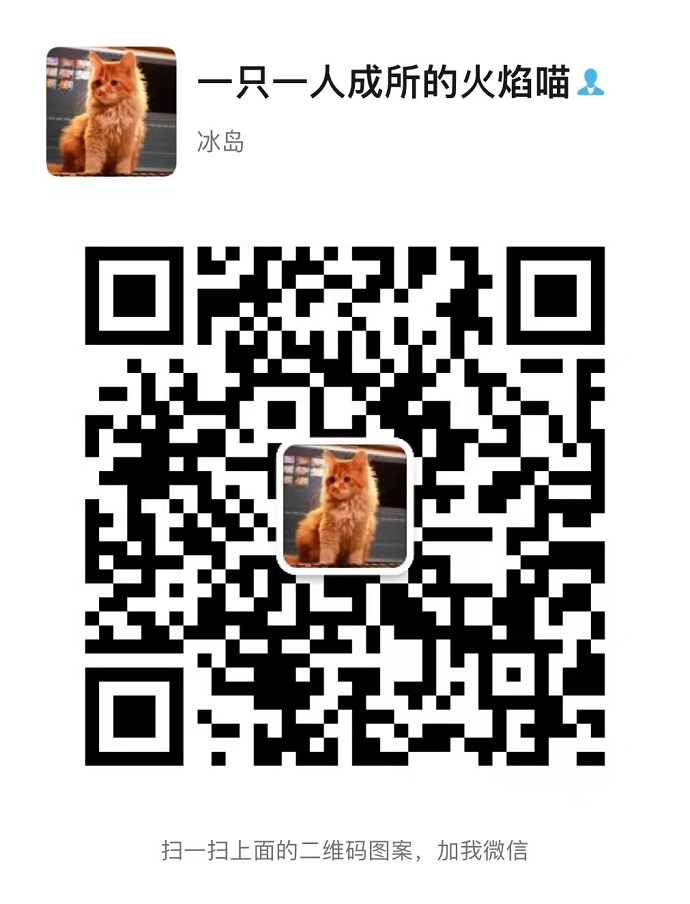 一只一人成所的火焰喵
冰岛
扫一扫上面的二维码图案，加我微信